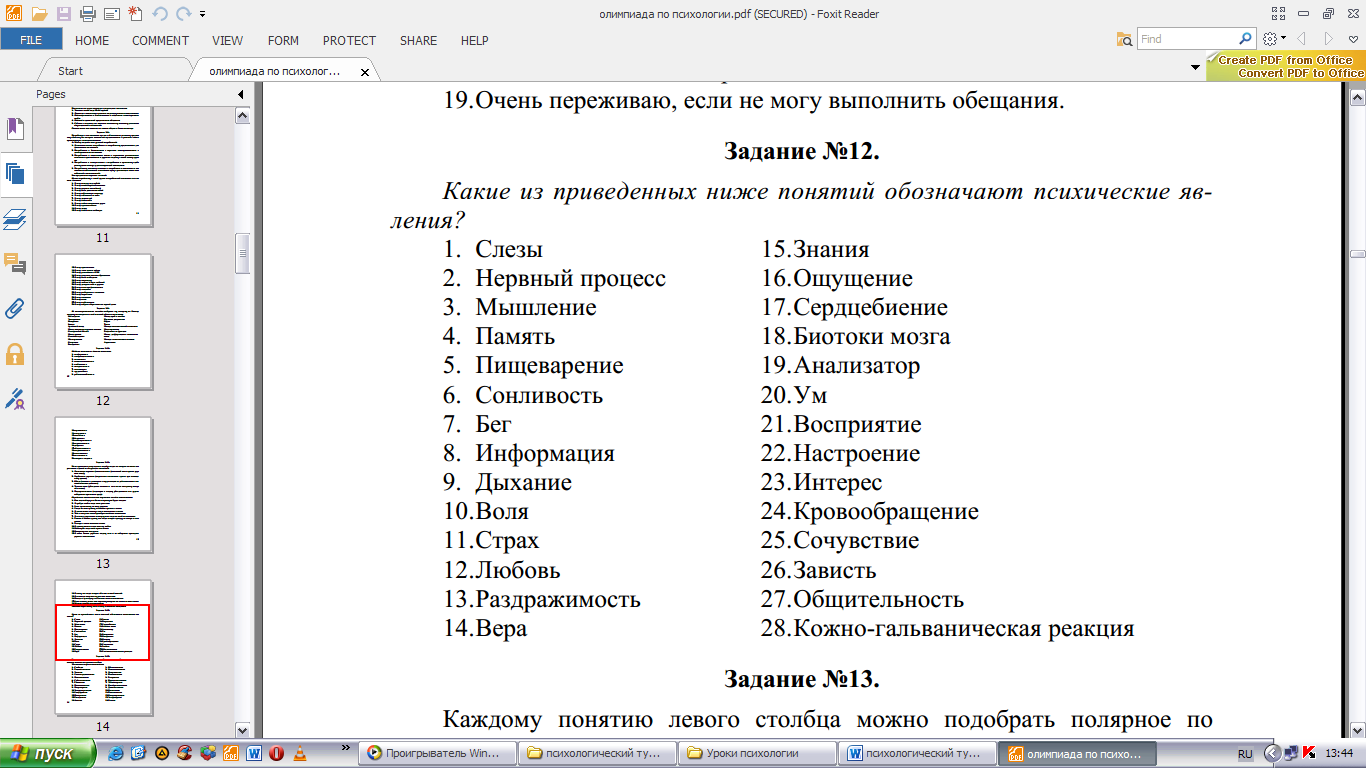 олимпиада по психологии.pdf (SECURED) - Foxit Reader
FILE HOME COMMENT VIEW FORM PROTECT SHARE HELP
Find
Start
олимпиада по психолог...
Create PDF from Office
Convert PDF to Office
Pages
11
12
13
14
19.Очень переживаю, если не могу выполнить обещания.
Задание №12.
Какие из приведенных ниже понятий обозначают психические яв-
ления?
1. Слезы
2. Нервный процесс
3. Мышление
4. Память
5. Пищеварение
6. Сонливость
7. Бег
8. Информация
9. Дыхание
10.Воля
11.Страх
12.Любовь
13.Раздражимость
14.Вера
15.Знания
16.Ощущение
17.Сердцебиение
18.Биотоки мозга
19.Анализатор
20.Ум
21.Восприятие
22.Настроение
23.Интерес
24.Кровообращение
25.Сочувствие
26.Зависть
27.Общительность
28.Кожно-гальваническая реакция
Задание №13.
Каждому понятию левого столбца можно подобрать полярное по
пуск
Проигрыватель Win...
психологический ту...
Уроки психологии
психологический ту...
олимпиада по психо...
RU
13:44